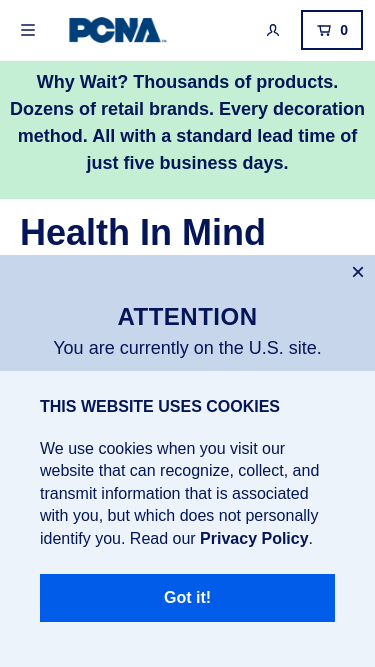 PCNA
0
Why Wait? Thousands of products.
Dozens of retail brands. Every decoration
method. All with a standard lead time of
just five business days.
Health In Mind
ATTENTION
You are currently on the U.S. site.
THIS WEBSITE USES COOKIES
We use cookies when you visit our
website that can recognize, collect, and
transmit information that is associated
with you, but which does not personally
identify you. Read our Privacy Policy.
Got it!